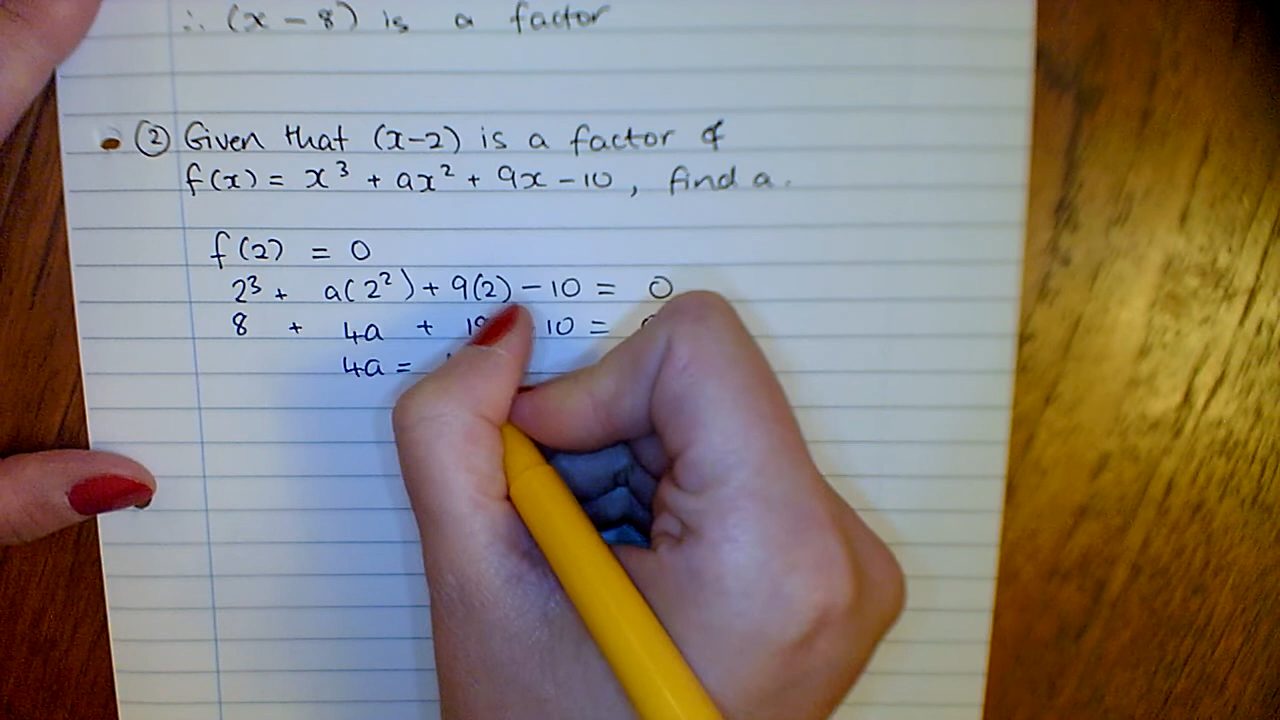 ∴ (x - 8) is a factor
② Given that (x-2) is a factor of
f(x) = x³ + ax² + 9x - 10, find a.
f(2) = 0
2³ + a(2²) + 9(2) - 10 = 0
8 + 4a + 10 =
4a =